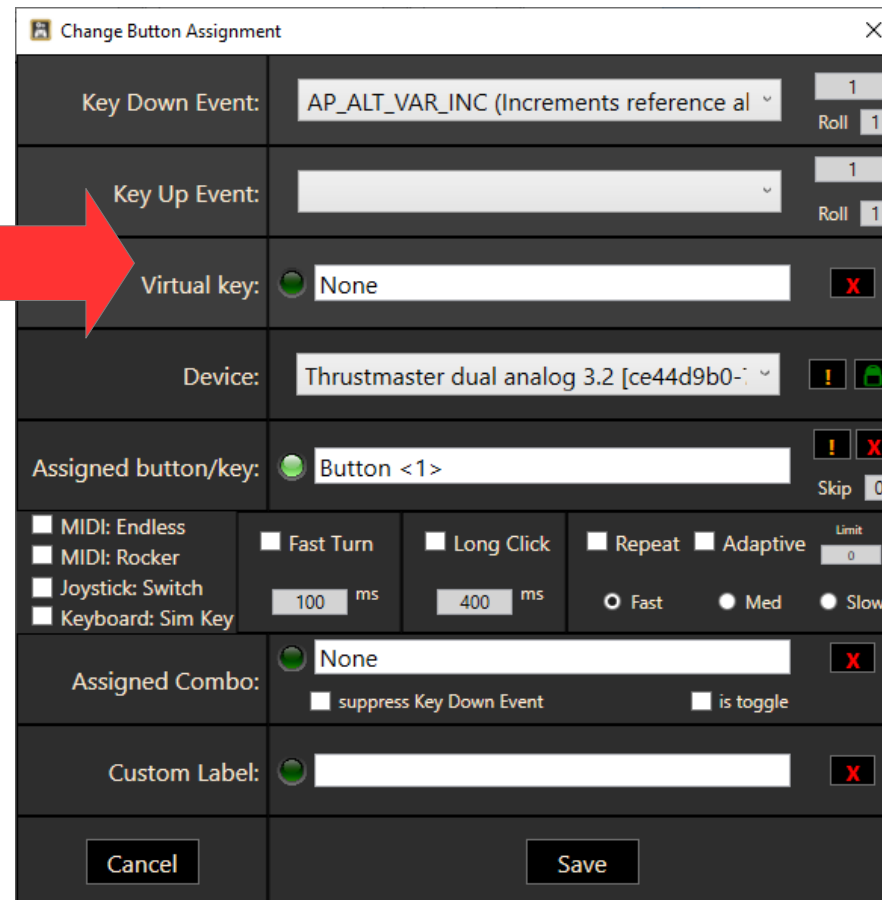 Change Button Assignment
Key Down Event:
AP_ALT_VAR_INC (Increments reference al
1
Roll 1
Key Up Event:
1
Roll 1
Virtual key:
None
X
Device:
Thrustmaster dual analog 3.2 [ce44d9b0-
!
Assigned button/key:
Button <1>
! X
Skip 0
MIDI: Endless
MIDI: Rocker
Joystick: Switch
Keyboard: Sim Key
Fast Turn
100 ms
Long Click
400 ms
Repeat
Adaptive
Limit
0
Fast
Med
Slow
Assigned Combo:
None
X
suppress Key Down Event
is toggle
Custom Label:
X
Cancel
Save